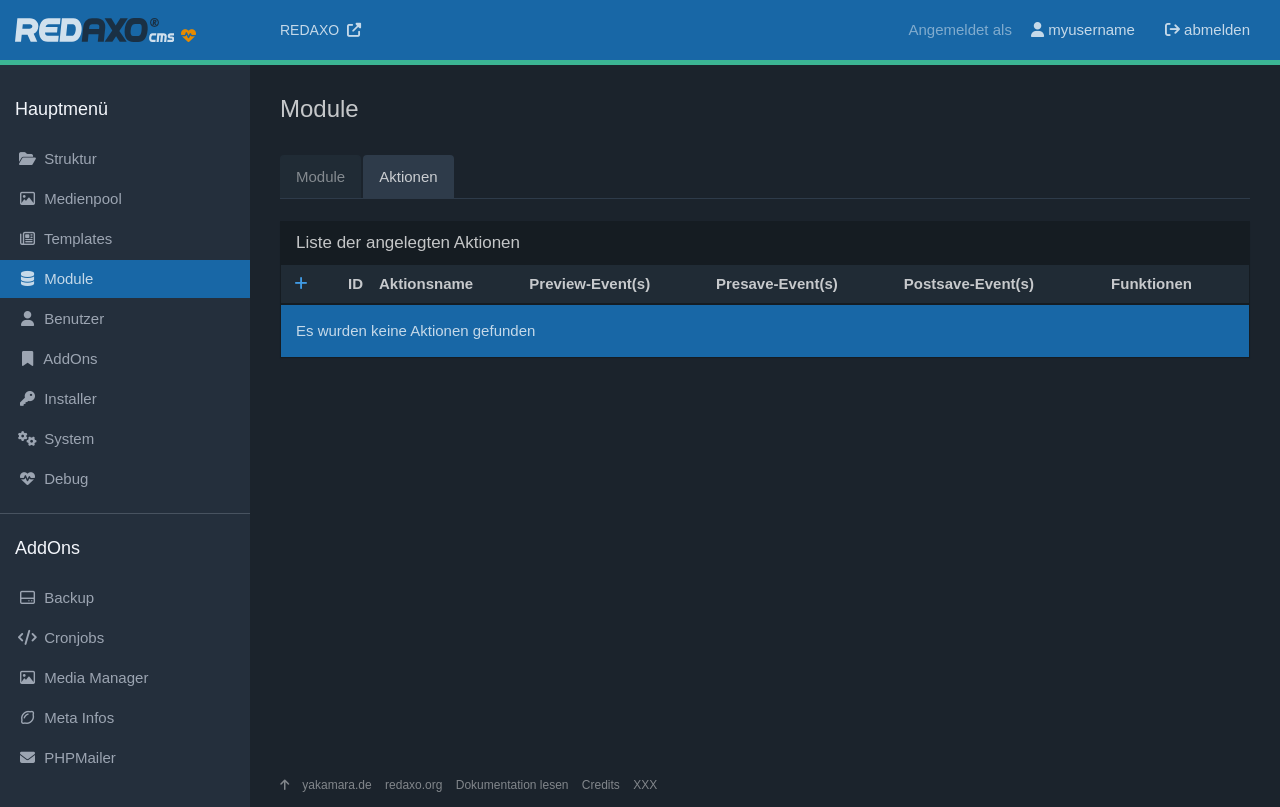 REDAXO® cms
REDAXO
Angemeldet als myusername abmelden
Hauptmenü
Struktur
Medienpool
Templates
Module
Benutzer
AddOns
Installer
System
Debug
AddOns
Backup
Cronjobs
Media Manager
Meta Infos
PHPMailer
Module
Module Aktionen
Liste der angelegten Aktionen
ID Aktionsname Preview-Event(s) Presave-Event(s) Postsave-Event(s) Funktionen
Es wurden keine Aktionen gefunden
yakamara.de redaxo.org Dokumentation lesen Credits XXX